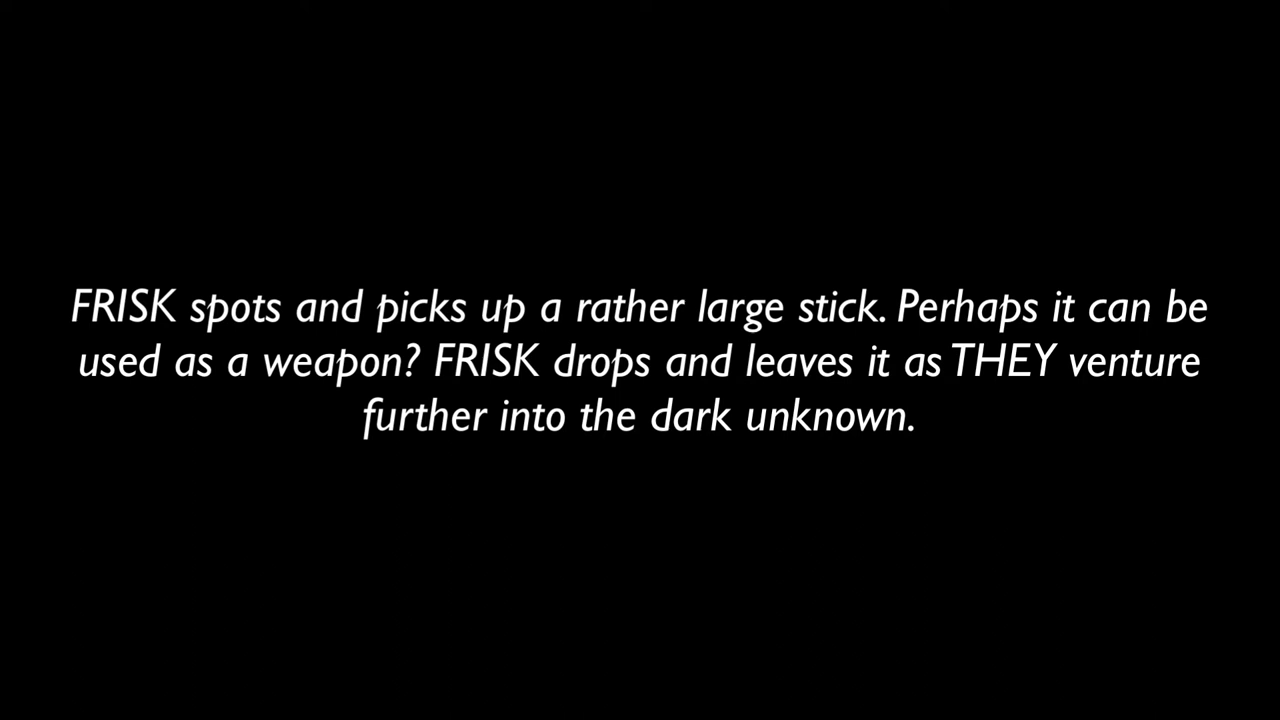 FRISK spots and picks up a rather large stick. Perhaps it can be
used as a weapon? FRISK drops and leaves it as THEY venture
further into the dark unknown.